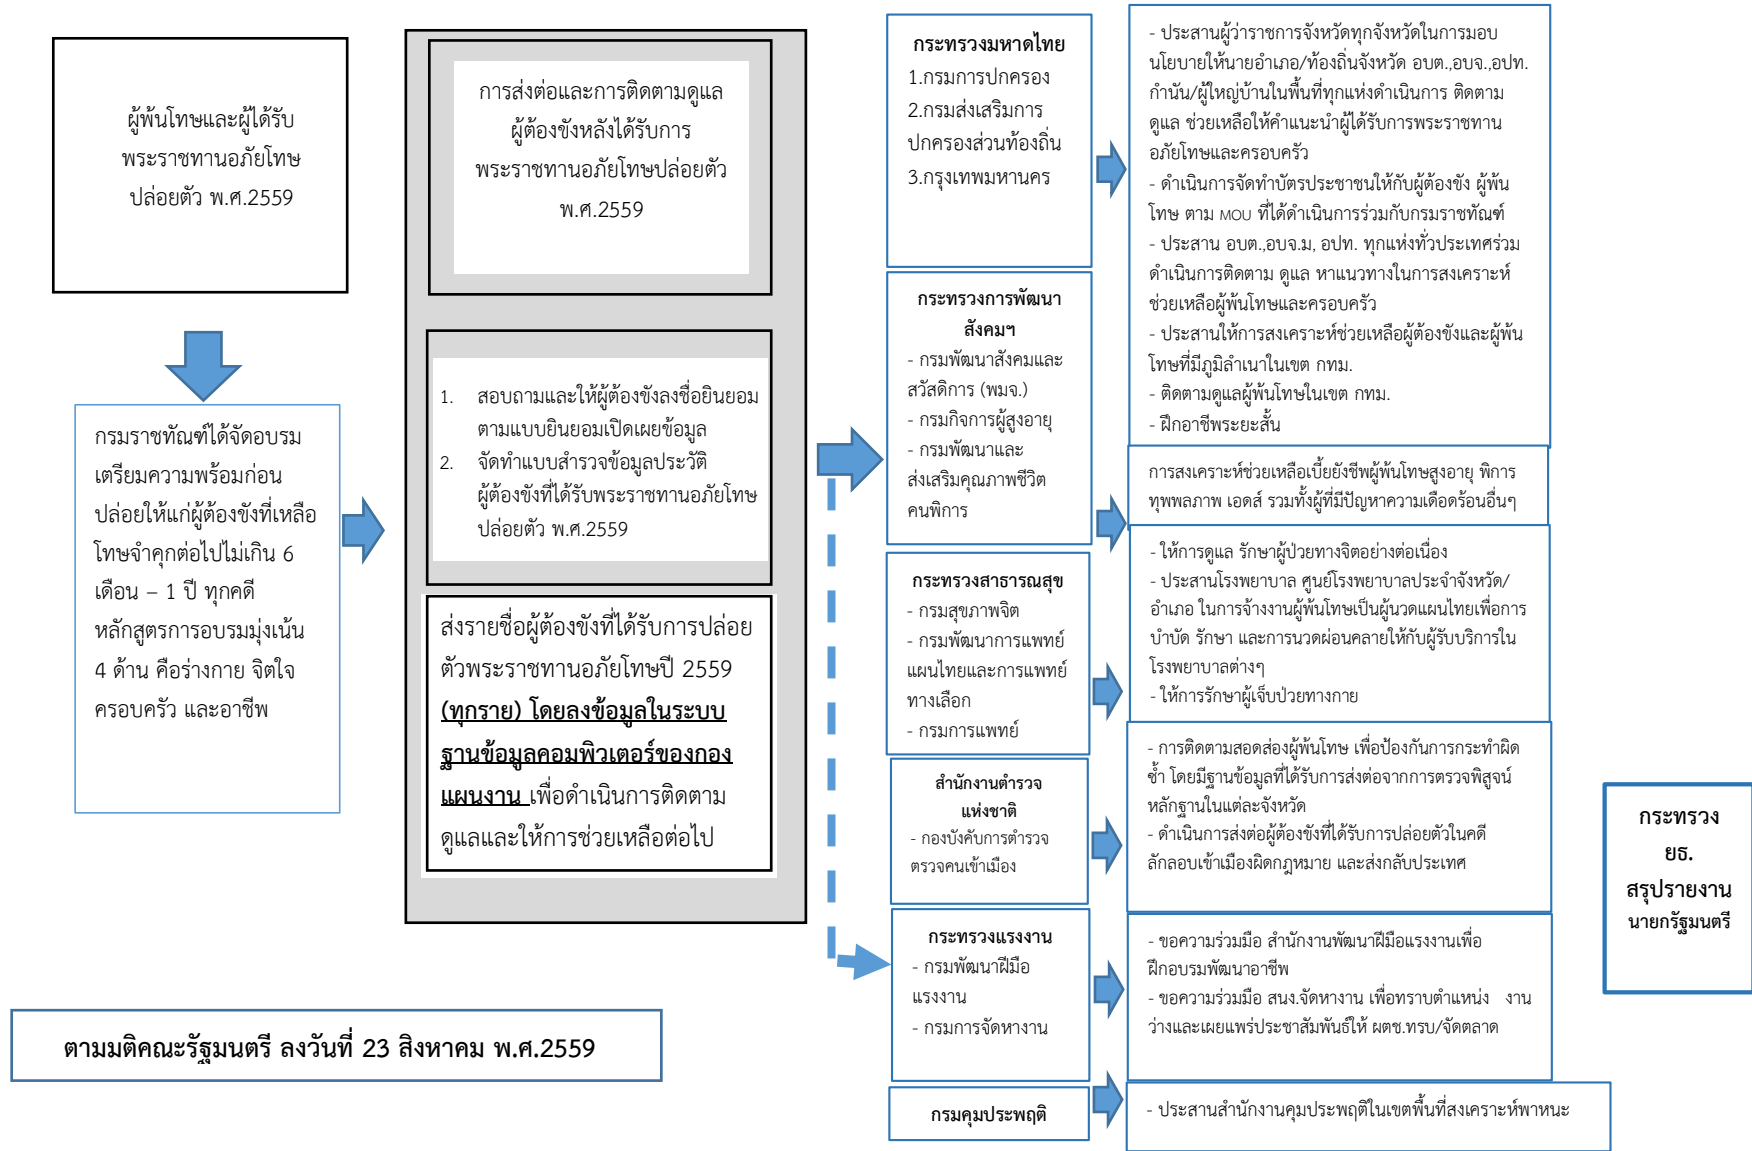 ผู้พ้นโทษและผู้ได้รับ
พระราชทานอภัยโทษ
ปล่อยตัว พ.ศ.2559
กรมราชทัณฑ์ได้จัดอบรม
เตรียมความพร้อมก่อน
ปล่อยให้แก่ผู้ต้องขังที่เหลือ
โทษจำคุกต่อไปไม่เกิน 6
เดือน – 1 ปี ทุกคดี
หลักสูตรการอบรมมุ่งเน้น
4 ด้าน คือร่างกาย จิตใจ
ครอบครัว และอาชีพ
การส่งต่อและการติดตามดูแล
ผู้ต้องขังหลังได้รับการ
พระราชทานอภัยโทษปล่อยตัว
พ.ศ.2559
1. สอบถามและให้ผู้ต้องขังลงชื่อยินยอม
ตามแบบยินยอมเปิดเผยข้อมูล
2. จัดทำแบบสำรวจข้อมูลประวัติ
ผู้ต้องขังที่ได้รับพระราชทานอภัยโทษ
ปล่อยตัว พ.ศ.2559
ส่งรายชื่อผู้ต้องขังที่ได้รับการปล่อย
ตัวพระราชทานอภัยโทษปี 2559
(ทุกราย) โดยลงข้อมูลในระบบ
ฐานข้อมูลคอมพิวเตอร์ของกอง
แผนงาน เพื่อดำเนินการติดตาม
ดูแลและให้การช่วยเหลือต่อไป
กระทรวงมหาดไทย
1.กรมการปกครอง
2.กรมส่งเสริมการ
ปกครองส่วนท้องถิ่น
3.กรุงเทพมหานคร
- ประสานผู้ว่าราชการจังหวัดทุกจังหวัดในการมอบ
นโยบายให้นายอำเภอ/ท้องถิ่นจังหวัด อบต.,อบจ.,อปท.
กำนัน/ผู้ใหญ่บ้านในพื้นที่ทุกแห่งดำเนินการ ติดตาม
ดูแล ช่วยเหลือให้คำแนะนำผู้ได้รับการพระราชทาน
อภัยโทษและครอบครัว
- ดำเนินการจัดทำบัตรประชาชนให้กับผู้ต้องขัง ผู้พ้น
โทษ ตาม MOU ที่ได้ดำเนินการร่วมกับกรมราชทัณฑ์
- ประสาน อบต.,อบจ.ม, อปท. ทุกแห่งทั่วประเทศร่วม
ดำเนินการติดตาม ดูแล หาแนวทางในการสงเคราะห์
ช่วยเหลือผู้พ้นโทษและครอบครัว
- ประสานให้การสงเคราะห์ช่วยเหลือผู้ต้องขังและผู้พ้น
โทษที่มีภูมิลำเนาในเขต กทม.
- ติดตามดูแลผู้พ้นโทษในเขต กทม.
- ฝึกอาชีพระยะสั้น
กระทรวงการพัฒนา
สังคมฯ
- กรมพัฒนาสังคมและ
สวัสดิการ (พมจ.)
- กรมกิจการผู้สูงอายุ
- กรมพัฒนาและ
ส่งเสริมคุณภาพชีวิต
คนพิการ
การสงเคราะห์ช่วยเหลือเบี้ยยังชีพผู้พ้นโทษสูงอายุ พิการ
ทุพพลภาพ เอดส์ รวมทั้งผู้ที่มีปัญหาความเดือดร้อนอื่นๆ
กระทรวงสาธารณสุข
- กรมสุขภาพจิต
- กรมพัฒนาการแพทย์
แผนไทยและการแพทย์
ทางเลือก
- กรมการแพทย์
- ให้การดูแล รักษาผู้ป่วยทางจิตอย่างต่อเนื่อง
- ประสานโรงพยาบาล ศูนย์โรงพยาบาลประจำจังหวัด/
อำเภอ ในการจ้างงานผู้พ้นโทษเป็นผู้นวดแผนไทยเพื่อการ
บำบัด รักษา และการนวดผ่อนคลายให้กับผู้รับบริการใน
โรงพยาบาลต่างๆ
- ให้การรักษาผู้เจ็บป่วยทางกาย
สำนักงานตำรวจ
แห่งชาติ
- กองบังคับการตำรวจ
ตรวจคนเข้าเมือง
- การติดตามสอดส่องผู้พ้นโทษ เพื่อป้องกันการกระทำผิด
ซ้ำ โดยมีฐานข้อมูลที่ได้รับการส่งต่อจากการตรวจพิสูจน์
หลักฐานในแต่ละจังหวัด
- ดำเนินการส่งต่อผู้ต้องขังที่ได้รับการปล่อยตัวในคดี
ลักลอบเข้าเมืองผิดกฎหมาย และส่งกลับประเทศ
กระทรวงแรงงาน
- กรมพัฒนาฝีมือ
แรงงาน
- กรมการจัดหางาน
- ขอความร่วมมือ สำนักงานพัฒนาฝีมือแรงงานเพื่อ
ฝึกอบรมพัฒนาอาชีพ
- ขอความร่วมมือ สนง.จัดหางาน เพื่อทราบตำแหน่ง งาน
ว่างและเผยแพร่ประชาสัมพันธ์ให้ ผตช.ทรบ/จัดตลาด
กรมคุมประพฤติ
- ประสานสำนักงานคุมประพฤติในเขตพื้นที่สงเคราะห์พาหนะ
กระทรวง
ยธ.
สรุปรายงาน
นายกรัฐมนตรี
ตามมติคณะรัฐมนตรี ลงวันที่ 23 สิงหาคม พ.ศ.2559